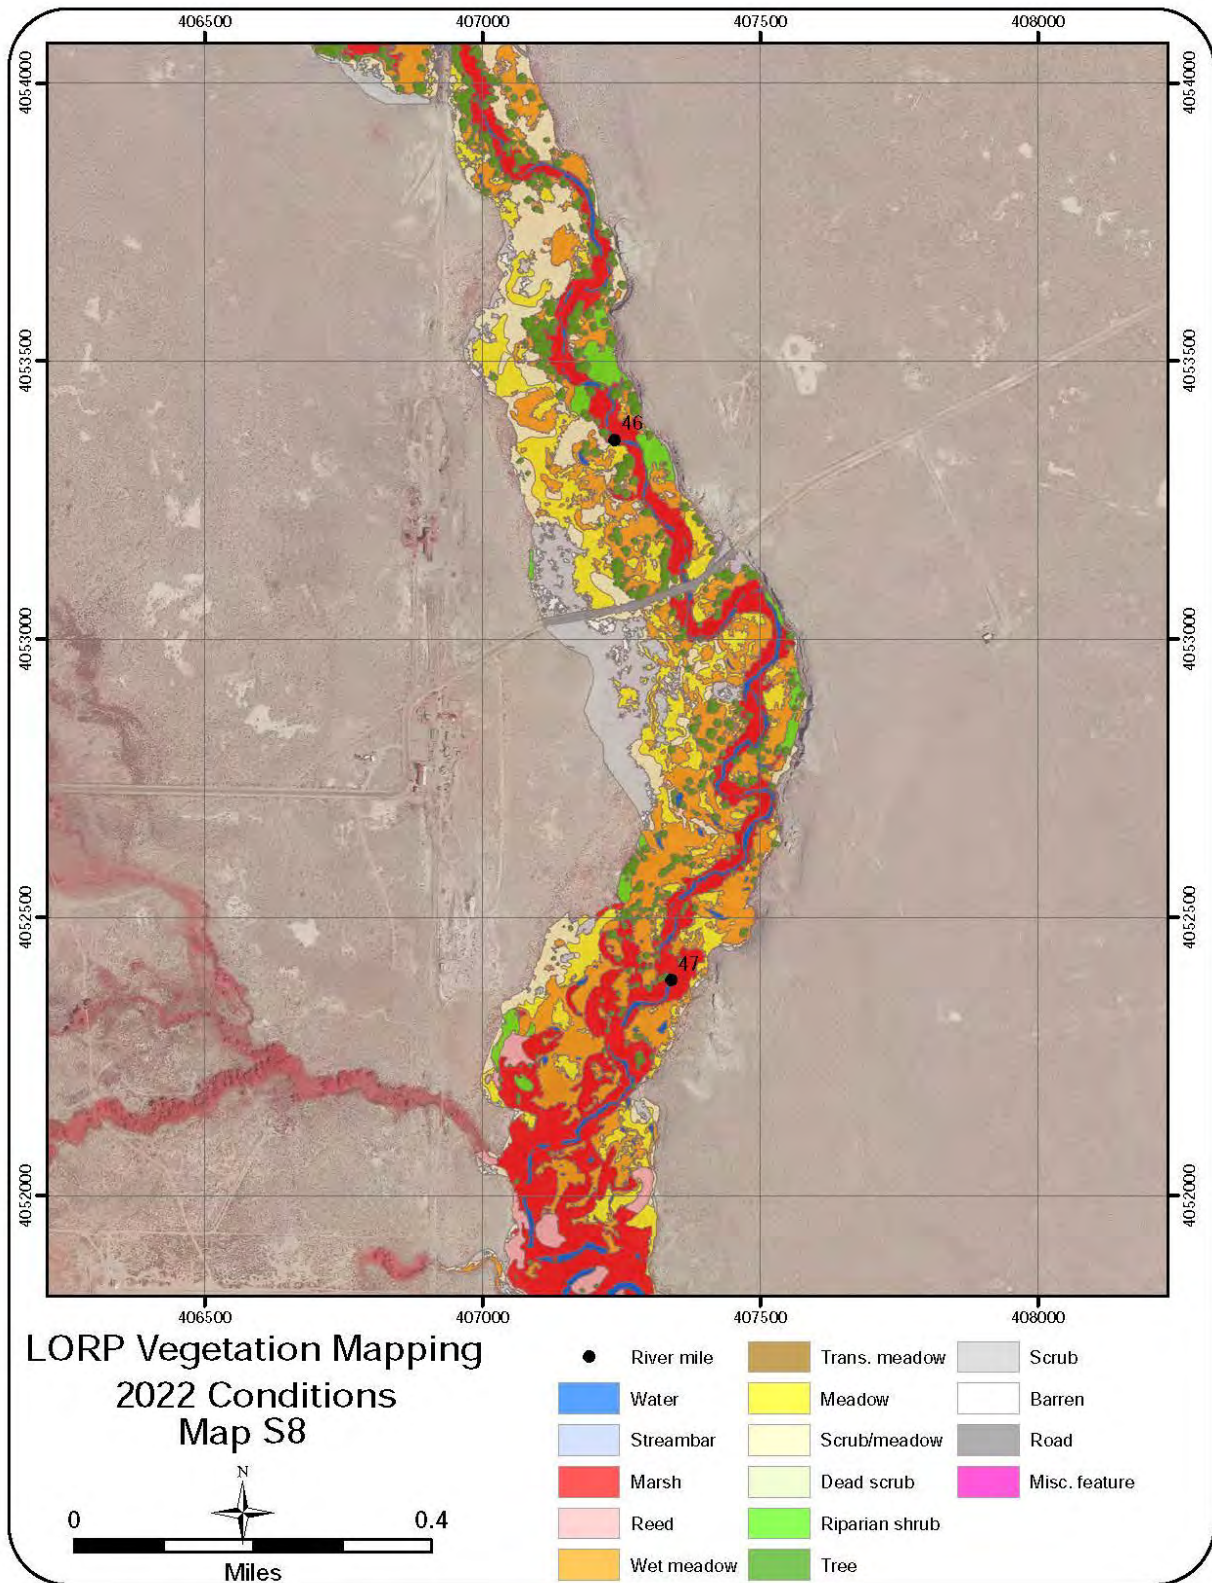 406500 407000 407500 408000
4054000 4054000
46
4053500 4053500
4053000 4053000
4052500 4052500
47
4052000 4052000
406500 407000 407500 408000
LORP Vegetation Mapping
2022 Conditions
Map S8
N
0 0.4
Miles
River mile
Water
Streambar
Marsh
Reed
Wet meadow
Trans. meadow
Meadow
Scrub/meadow
Dead scrub
Riparian shrub
Tree
Scrub
Barren
Road
Misc. feature